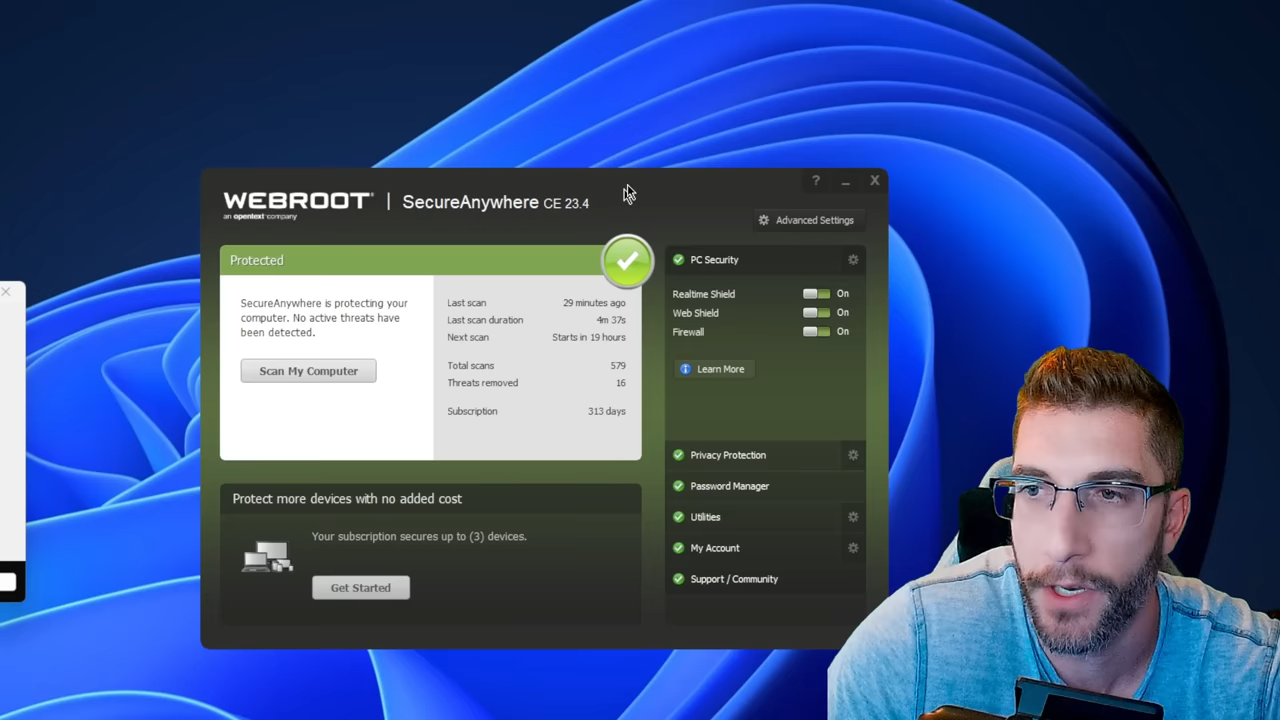 WEBROOT | SecureAnywhere CE 23.4
an opentext company
? _ X
Advanced Settings
Protected
SecureAnywhere is protecting your
computer. No active threats have
been detected.
Scan My Computer
Last scan 29 minutes ago
Last scan duration 4m 37s
Next scan Starts in 19 hours
Total scans 579
Threats removed 16
Subscription 313 days
Protect more devices with no added cost
Your subscription secures up to (3) devices.
Get Started
PC Security
Realtime Shield On
Web Shield On
Firewall On
Learn More
Privacy Protection
Password Manager
Utilities
My Account
Support / Community